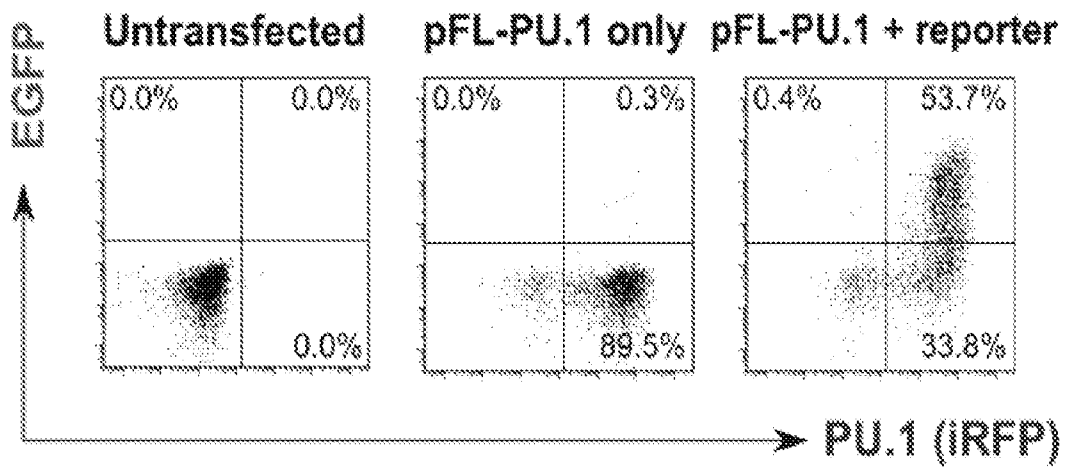 Untransfected pFL-PU.1 only pFL-PU.1 + reporter
EGFP
0.0% 0.0% 0.0% 0.3% 0.4% 53.7%
0.0% 89.5% 33.8%
PU.1 (iRFP)